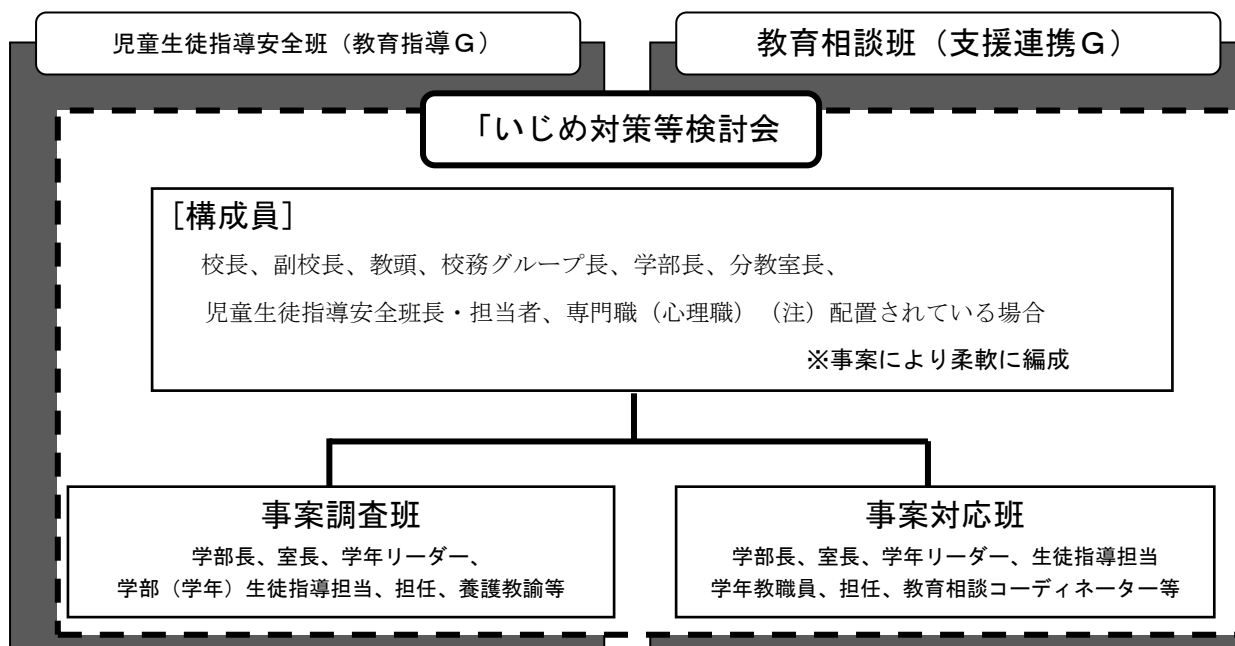 児童生徒指導安全班（教育指導Ｇ）
教育相談班（支援連携Ｇ）
「いじめ対策等検討会
［構成員］
校長、副校長、教頭、校務グループ長、学部長、分教室長、
児童生徒指導安全班長・担当者、専門職（心理職）（注）配置されている場合
※事案により柔軟に編成
事案調査班
学部長、室長、学年リーダー、
学部（学年）生徒指導担当、担任、養護教諭等
事案対応班
学部長、室長、学年リーダー、生徒指導担当
学年教職員、担任、教育相談コーディネーター等